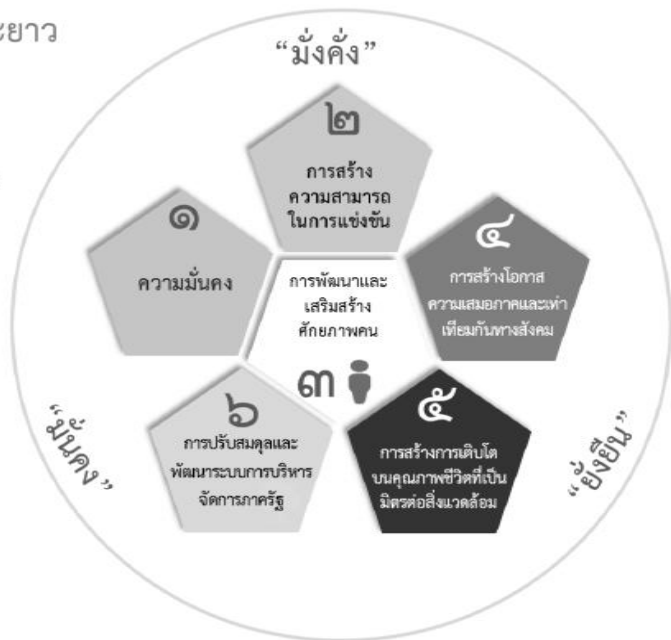 ะยาว
“มั่งคั่ง”
๒
การสร้าง
ความสามารถ
ในการแข่งขัน
๑
ความมั่นคง
๔
การสร้างโอกาส
ความเสมอภาคและเท่า
เทียมกันทางสังคม
การพัฒนาและ
เสริมสร้าง
ศักยภาพคน
๓
๖
การปรับสมดุลและ
พัฒนาระบบการบริหาร
จัดการภาครัฐ
๕
การสร้างการเติบโต
บนคุณภาพชีวิตที่เป็น
มิตรต่อสิ่งแวดล้อม
“มั่นคง”
“ยั่งยืน”